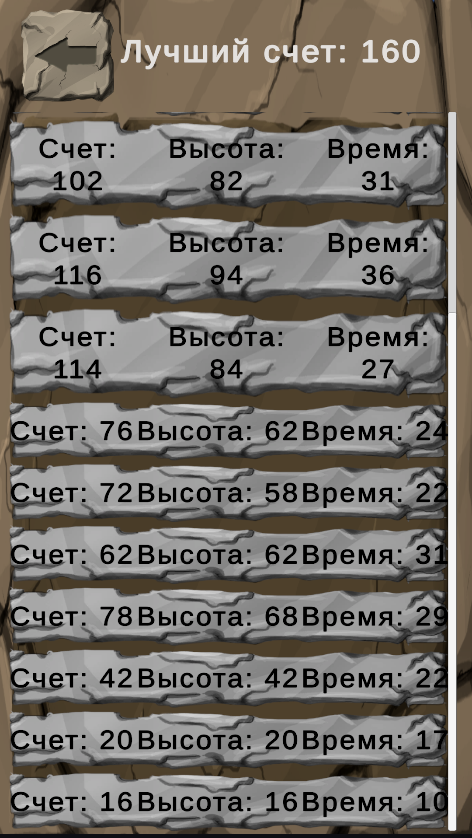 Лучший счет: 160
Счет: Высота: Время:
102 82 31
Счет: Высота: Время:
116 94 36
Счет: Высота: Время:
114 84 27
Счет: 76 Высота: 62 Время: 24
Счет: 72 Высота: 58 Время: 22
Счет: 62 Высота: 62 Время: 31
Счет: 78 Высота: 68 Время: 29
Счет: 42 Высота: 42 Время: 22
Счет: 20 Высота: 20 Время: 17
Счет: 16 Высота: 16 Время: 10